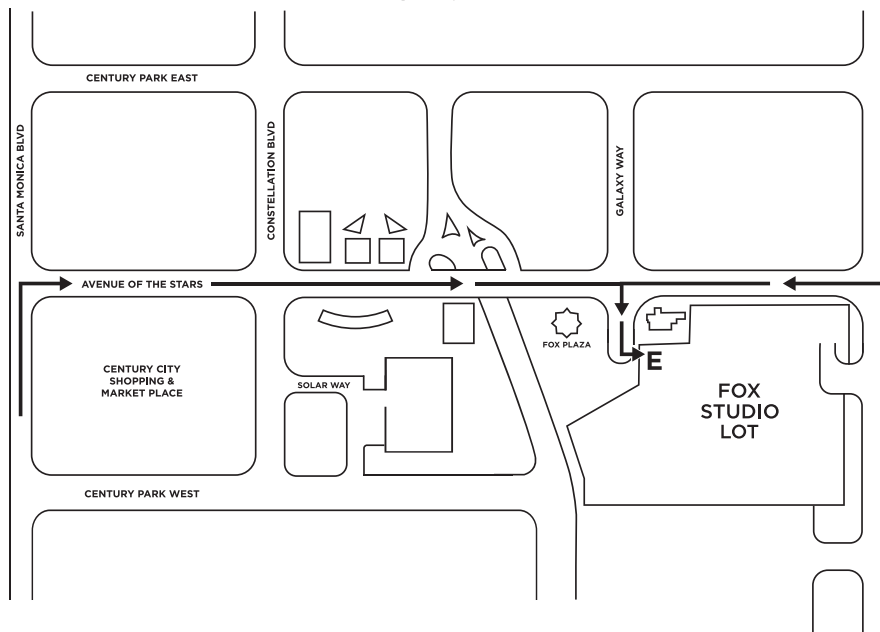 CENTURY PARK EAST
SANTA MONICA BLVD
CONSTELLATION BLVD
GALAXY WAY
AVENUE OF THE STARS
FOX PLAZA
E
CENTURY CITY
SHOPPING &
MARKET PLACE
SOLAR WAY
FOX
STUDIO
LOT
CENTURY PARK WEST